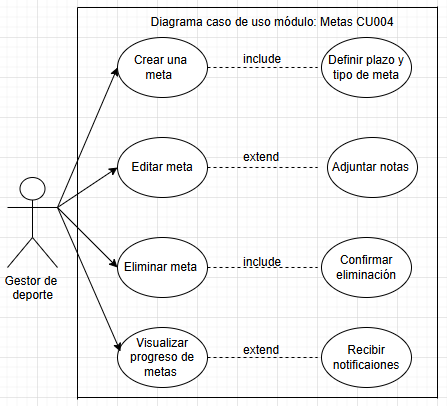 Diagrama caso de uso módulo: Metas CU004
Crear una
meta
include
Definir plazo y
tipo de meta
Editar meta
extend
Adjuntar notas
Gestor de
deporte
Eliminar meta
include
Confirmar
eliminación
Visualizar
progreso de
metas
extend
Recibir
notificaiones